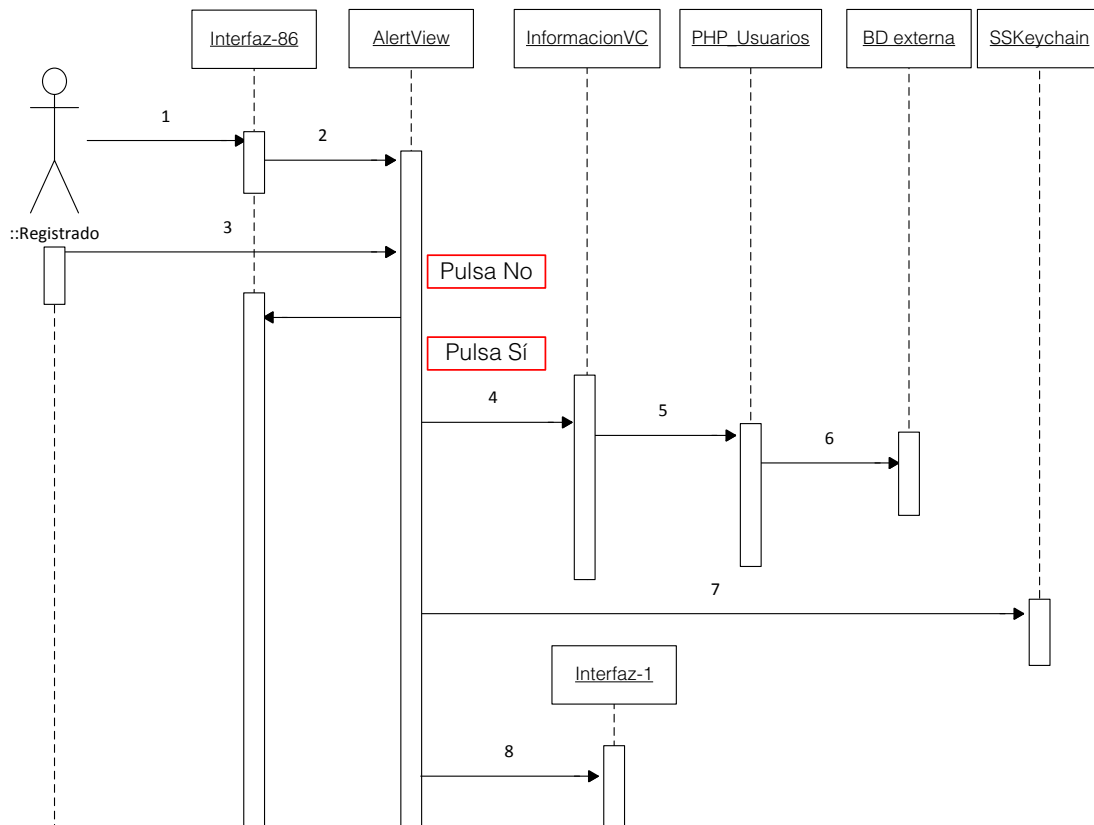 Interfaz-86
AlertView
InformacionVC
PHP_Usuarios
BD externa
SSKeychain
1
2
::Registrado
3
Pulsa No
Pulsa Sí
4
5
6
7
Interfaz-1
8